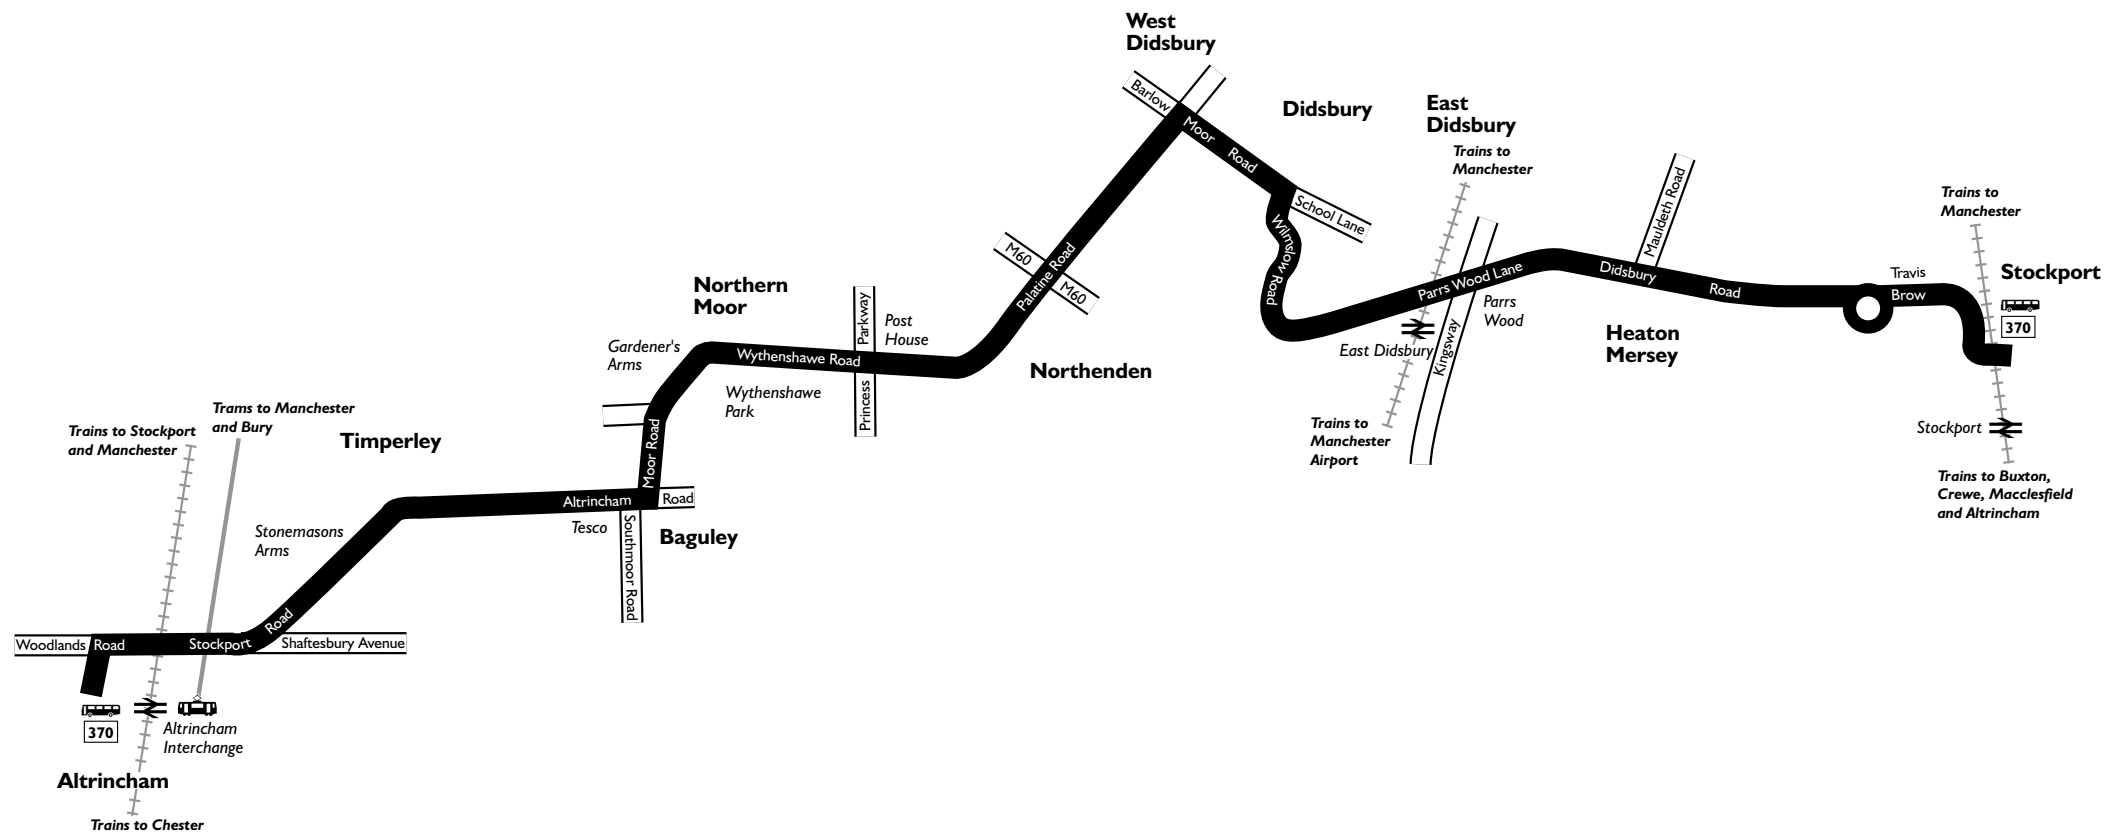 West
Didsbury
Barlow
Moor
Road
Didsbury
East
Didsbury
Trains to
Manchester
School Lane
Wilmslow Road
Mauldeth Road
Trains to
Manchester
Stockport
370
Travis
Brow
Didsbury
Road
Parrs Wood Lane
Parrs
Wood
Kingsway
East Didsbury
Heaton
Mersey
Trains to
Manchester
Airport
Stockport
Trains to Buxton,
Crewe, Macclesfield
and Altrincham
M60
M60
Palatine Road
Northenden
Northern
Moor
Parkway
Princess
Post
House
Gardener's
Arms
Wythenshawe Road
Wythenshawe
Park
Moor Road
Altrincham
Road
Tesco
Southmoor Road
Baguley
Timperley
Trams to Manchester
and Bury
Trains to Stockport
and Manchester
Stonemasons
Arms
Woodlands Road
Stockport
Road
Shaftesbury Avenue
370
Altrincham
Interchange
Altrincham
Trains to Chester